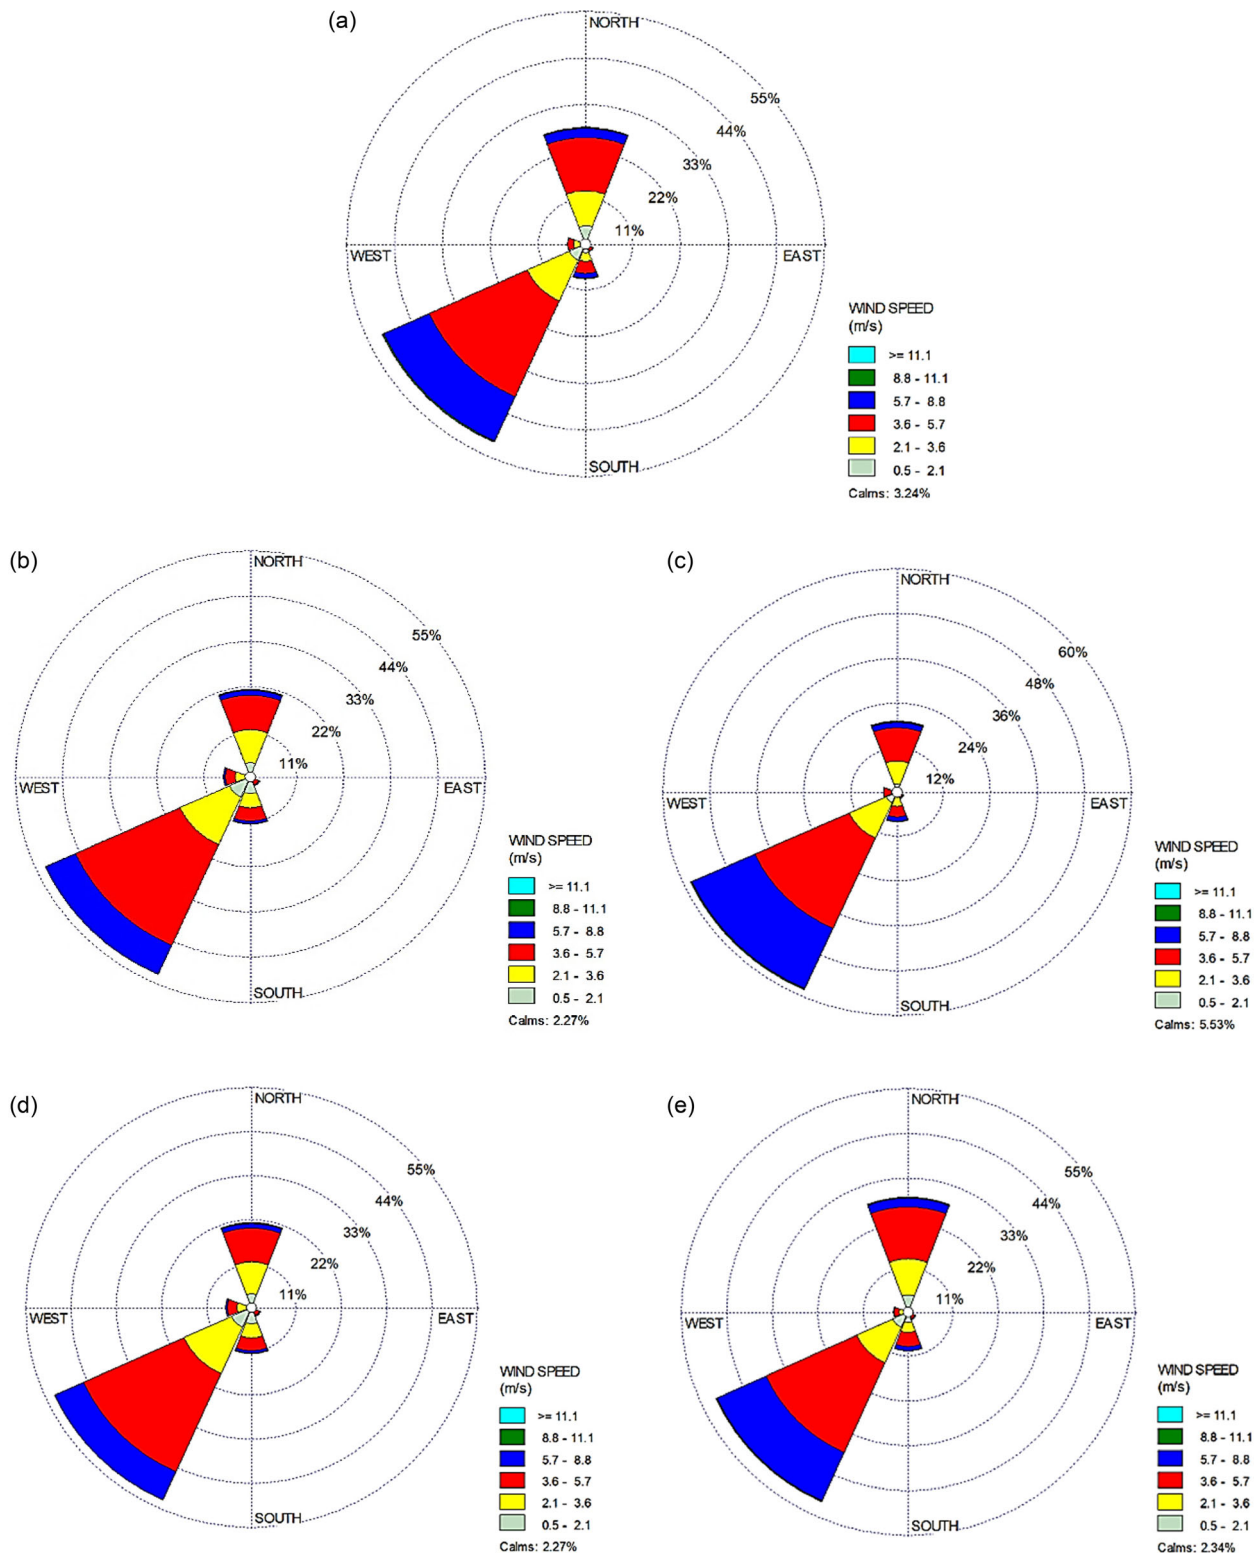 (a)
NORTH
55%
44%
33%
22%
11%
WEST
EAST
SOUTH
WIND SPEED
(m/s)
>= 11.1
8.8 - 11.1
5.7 - 8.8
3.6 - 5.7
2.1 - 3.6
0.5 - 2.1
Calms: 3.24%
(b)
NORTH
55%
44%
33%
22%
11%
WEST
EAST
SOUTH
WIND SPEED
(m/s)
>= 11.1
8.8 - 11.1
5.7 - 8.8
3.6 - 5.7
2.1 - 3.6
0.5 - 2.1
Calms: 2.27%
(c)
NORTH
60%
48%
36%
24%
12%
WEST
EAST
SOUTH
WIND SPEED
(m/s)
>= 11.1
8.8 - 11.1
5.7 - 8.8
3.6 - 5.7
2.1 - 3.6
0.5 - 2.1
Calms: 5.53%
(d)
NORTH
55%
44%
33%
22%
11%
WEST
EAST
SOUTH
WIND SPEED
(m/s)
>= 11.1
8.8 - 11.1
5.7 - 8.8
3.6 - 5.7
2.1 - 3.6
0.5 - 2.1
Calms: 2.27%
(e)
NORTH
55%
44%
33%
22%
11%
WEST
EAST
SOUTH
WIND SPEED
(m/s)
>= 11.1
8.8 - 11.1
5.7 - 8.8
3.6 - 5.7
2.1 - 3.6
0.5 - 2.1
Calms: 2.34%